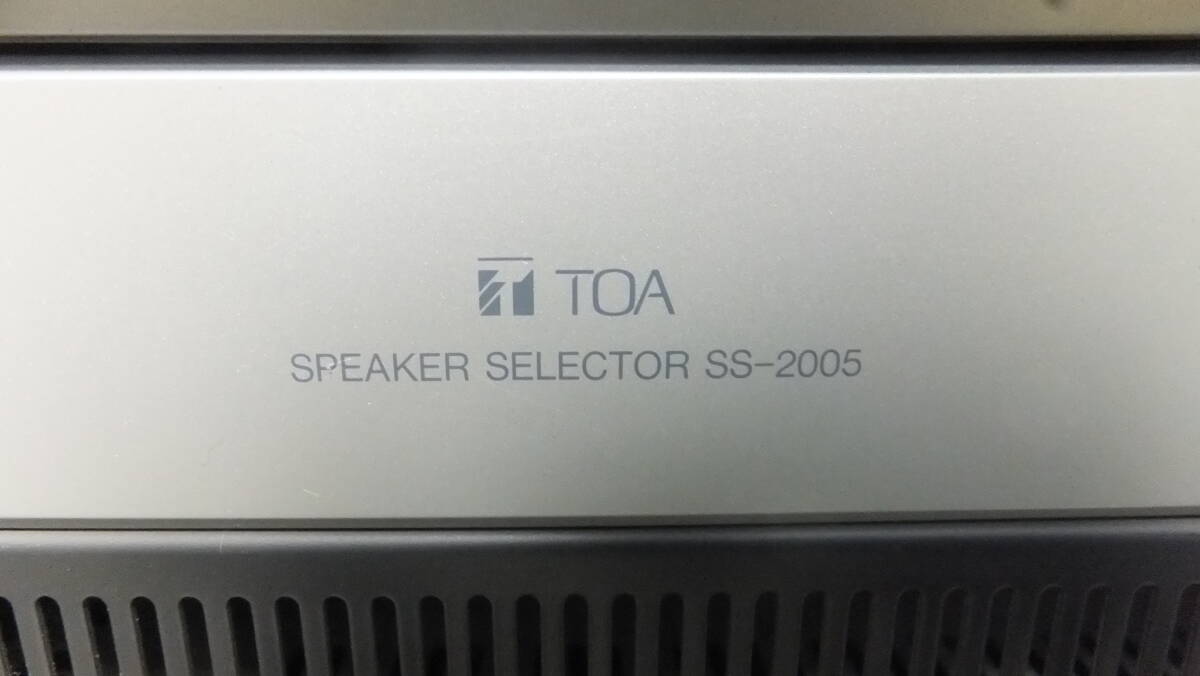 TOA
SPEAKER SELECTOR SS-2005